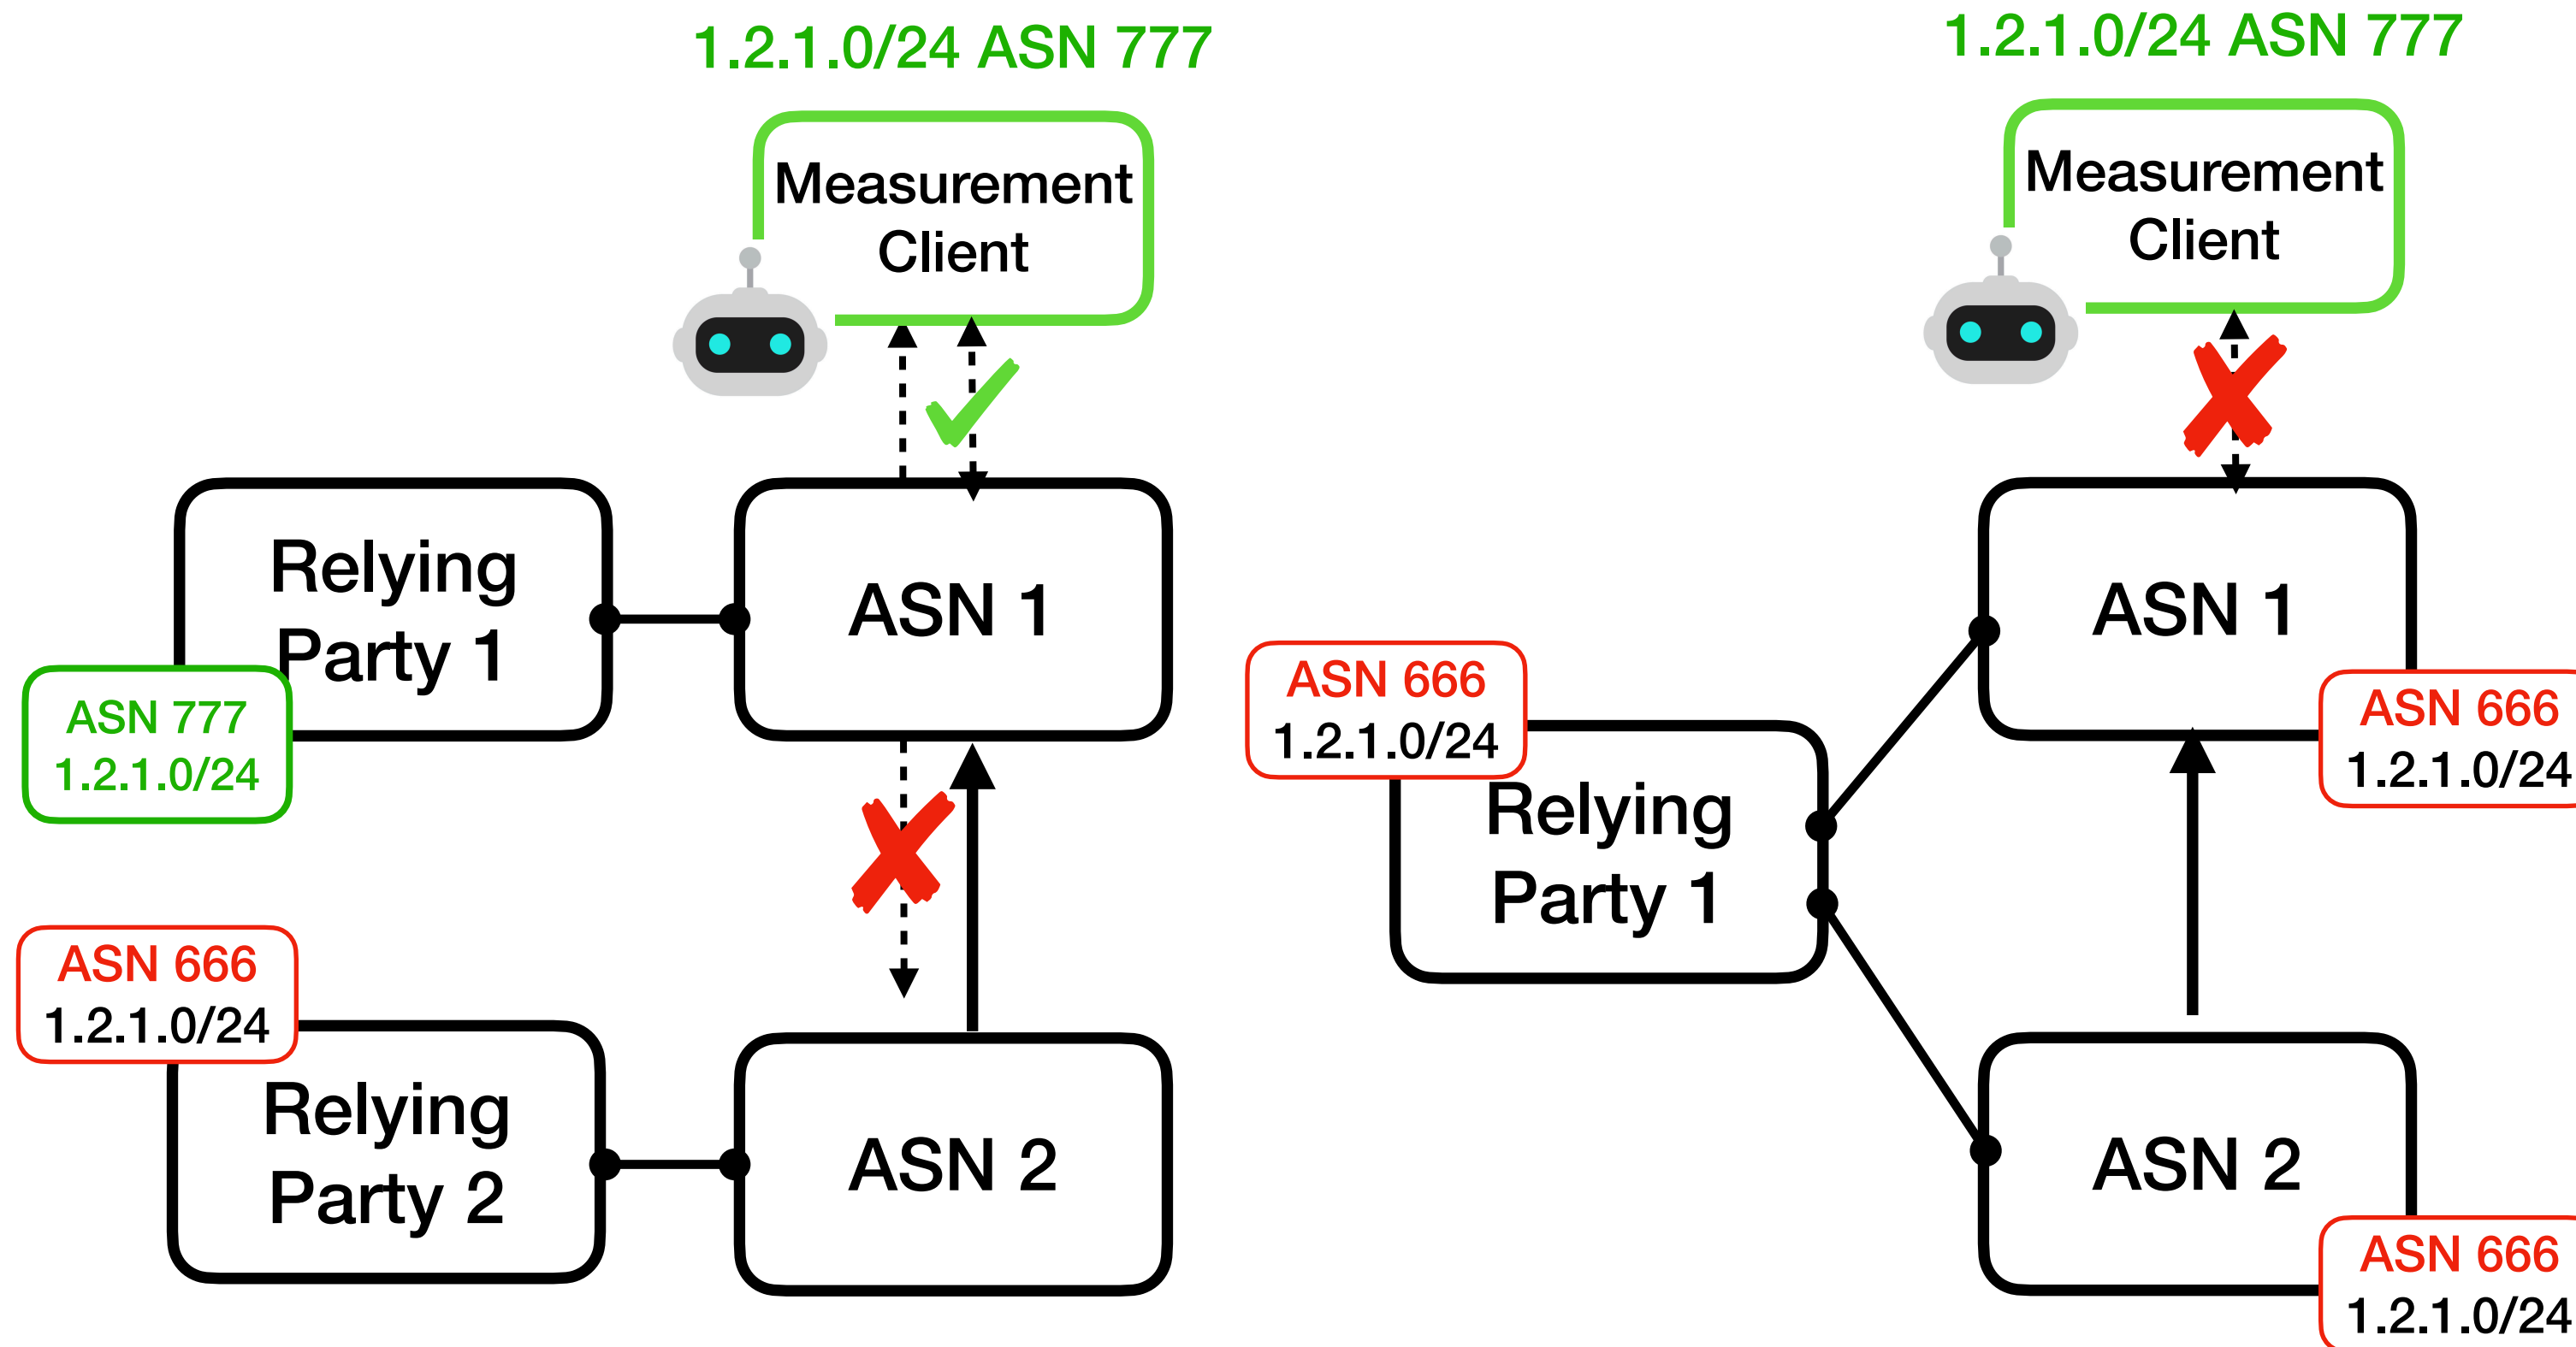 1.2.1.0/24 ASN 777
Measurement
Client
Relying
Party 1
ASN 777
1.2.1.0/24
ASN 1
ASN 666
1.2.1.0/24
Relying
Party 2
ASN 2
1.2.1.0/24 ASN 777
Measurement
Client
ASN 1
ASN 666
1.2.1.0/24
ASN 666
1.2.1.0/24
Relying
Party 1
ASN 2
ASN 666
1.2.1.0/24